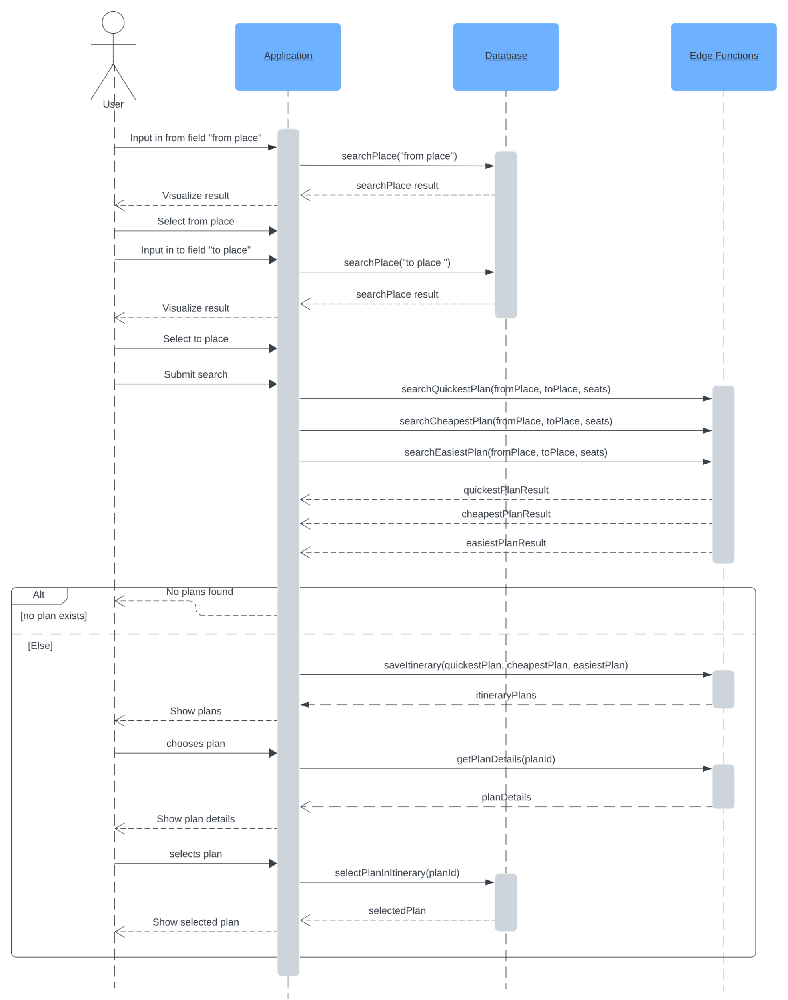 Application
Database
Edge Functions
User
Input in from field "from place"
searchPlace("from place")
searchPlace result
Visualize result
Select from place
Input in to field "to place"
searchPlace("to place ")
searchPlace result
Visualize result
Select to place
Submit search
searchQuickestPlan(fromPlace, toPlace, seats)
searchCheapestPlan(fromPlace, toPlace, seats)
searchEasiestPlan(fromPlace, toPlace, seats)
quickestPlanResult
cheapestPlanResult
easiestPlanResult
Alt
No plans found
[no plan exists]
[Else]
saveItinerary(quickestPlan, cheapestPlan, easiestPlan)
itineraryPlans
Show plans
chooses plan
getPlanDetails(planId)
planDetails
Show plan details
selects plan
selectPlanInItinerary(planId)
selectedPlan
Show selected plan